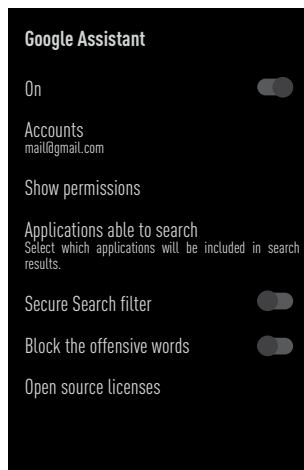 Google Assistant
On
Accounts
mail@gmail.com
Show permissions
Applications able to search
Select which applications will be included in search
results.
Secure Search filter
Block the offensive words
Open source licenses